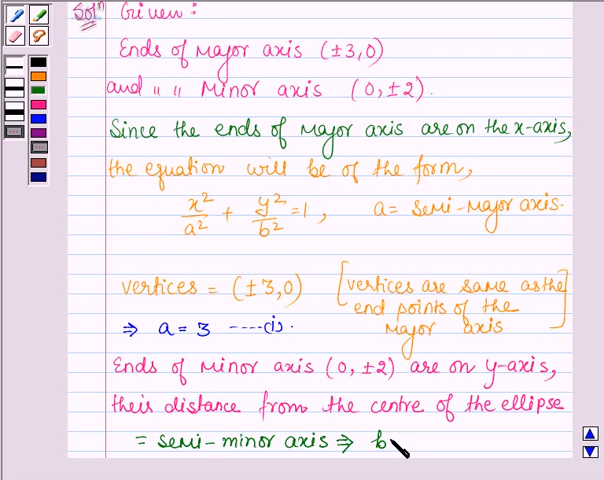 Solⁿ Given:
Ends of Major axis (±3,0)
and " " Minor axis (0,±2).
Since the ends of Major axis are on the x-axis,
the equation will be of the form,
x²/a² + y²/b² = 1, a = semi-major axis.
vertices = (±3,0) [vertices are same as the
end points of the
major axis]
⇒ a = 3 ----(i).
Ends of Minor axis (0,±2) are on y-axis,
their distance from the centre of the ellipse
= semi-minor axis ⇒ b